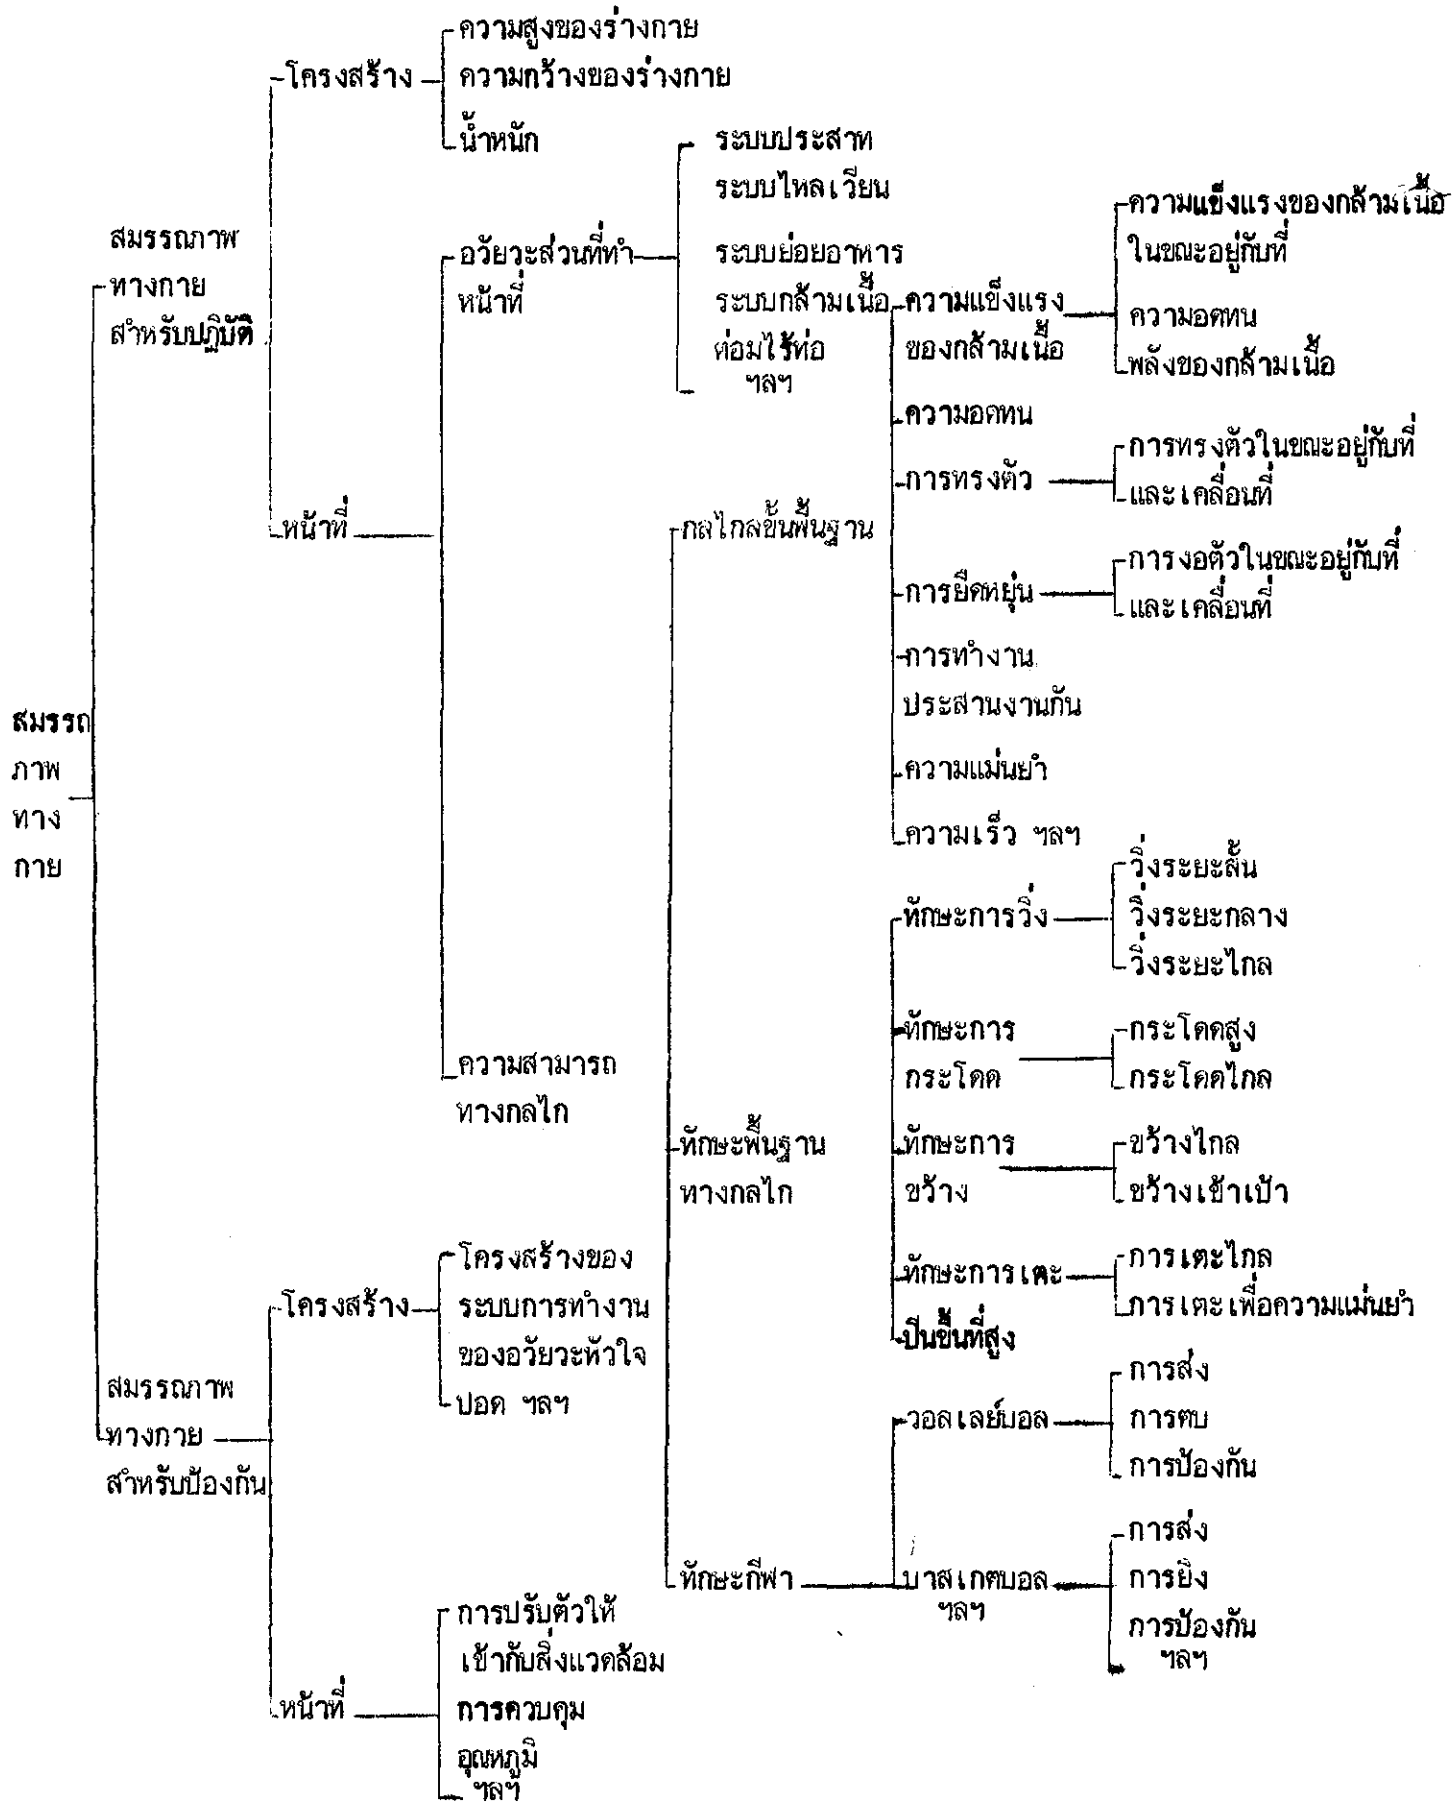 สมรรถ
ภาพ
ทาง
กาย
สมรรถภาพ
ทางกาย
สำหรับปฏิบัติ
โครงสร้าง
ความสูงของร่างกาย
ความกว้างของร่างกาย
น้ำหนัก
หน้าที่
อวัยวะส่วนที่ทำ
หน้าที่
ระบบประสาท
ระบบไหลเวียน
ระบบย่อยอาหาร
ระบบกล้ามเนื้อ
ต่อมไร้ท่อ
ฯลฯ
ความสามารถ
ทางกลไก
กลไกลขั้นพื้นฐาน
ความแข็งแรง
ของกล้ามเนื้อ
ความแข็งแรงของกล้ามเนื้อ
ในขณะอยู่กับที่
ความอดทน
พลังของกล้ามเนื้อ
ความอดทน
การทรงตัว
การทรงตัวในขณะอยู่กับที่
และเคลื่อนที่
การยืดหยุ่น
การงอตัวในขณะอยู่กับที่
และเคลื่อนที่
การทำงาน
ประสานงานกัน
ความแม่นยำ
ความเร็ว ฯลฯ
ทักษะพื้นฐาน
ทางกลไก
ทักษะการวิ่ง
วิ่งระยะสั้น
วิ่งระยะกลาง
วิ่งระยะไกล
ทักษะการ
กระโดด
กระโดดสูง
กระโดดไกล
ทักษะการ
ขว้าง
ขว้างไกล
ขว้างเข้าเป้า
ทักษะการเตะ
การเตะไกล
การเตะเพื่อความแม่นยำ
ปีนขึ้นที่สูง
ทักษะกีฬา
วอลเลย์บอล
การส่ง
การตบ
การป้องกัน
บาสเกตบอล
ฯลฯ
การส่ง
การยิง
การป้องกัน
ฯลฯ
สมรรถภาพ
ทางกาย
สำหรับป้องกัน
โครงสร้าง
โครงสร้างของ
ระบบการทำงาน
ของอวัยวะหัวใจ
ปอด ฯลฯ
หน้าที่
การปรับตัวให้
เข้ากับสิ่งแวดล้อม
การควบคุม
อุณหภูมิ
ฯลฯ